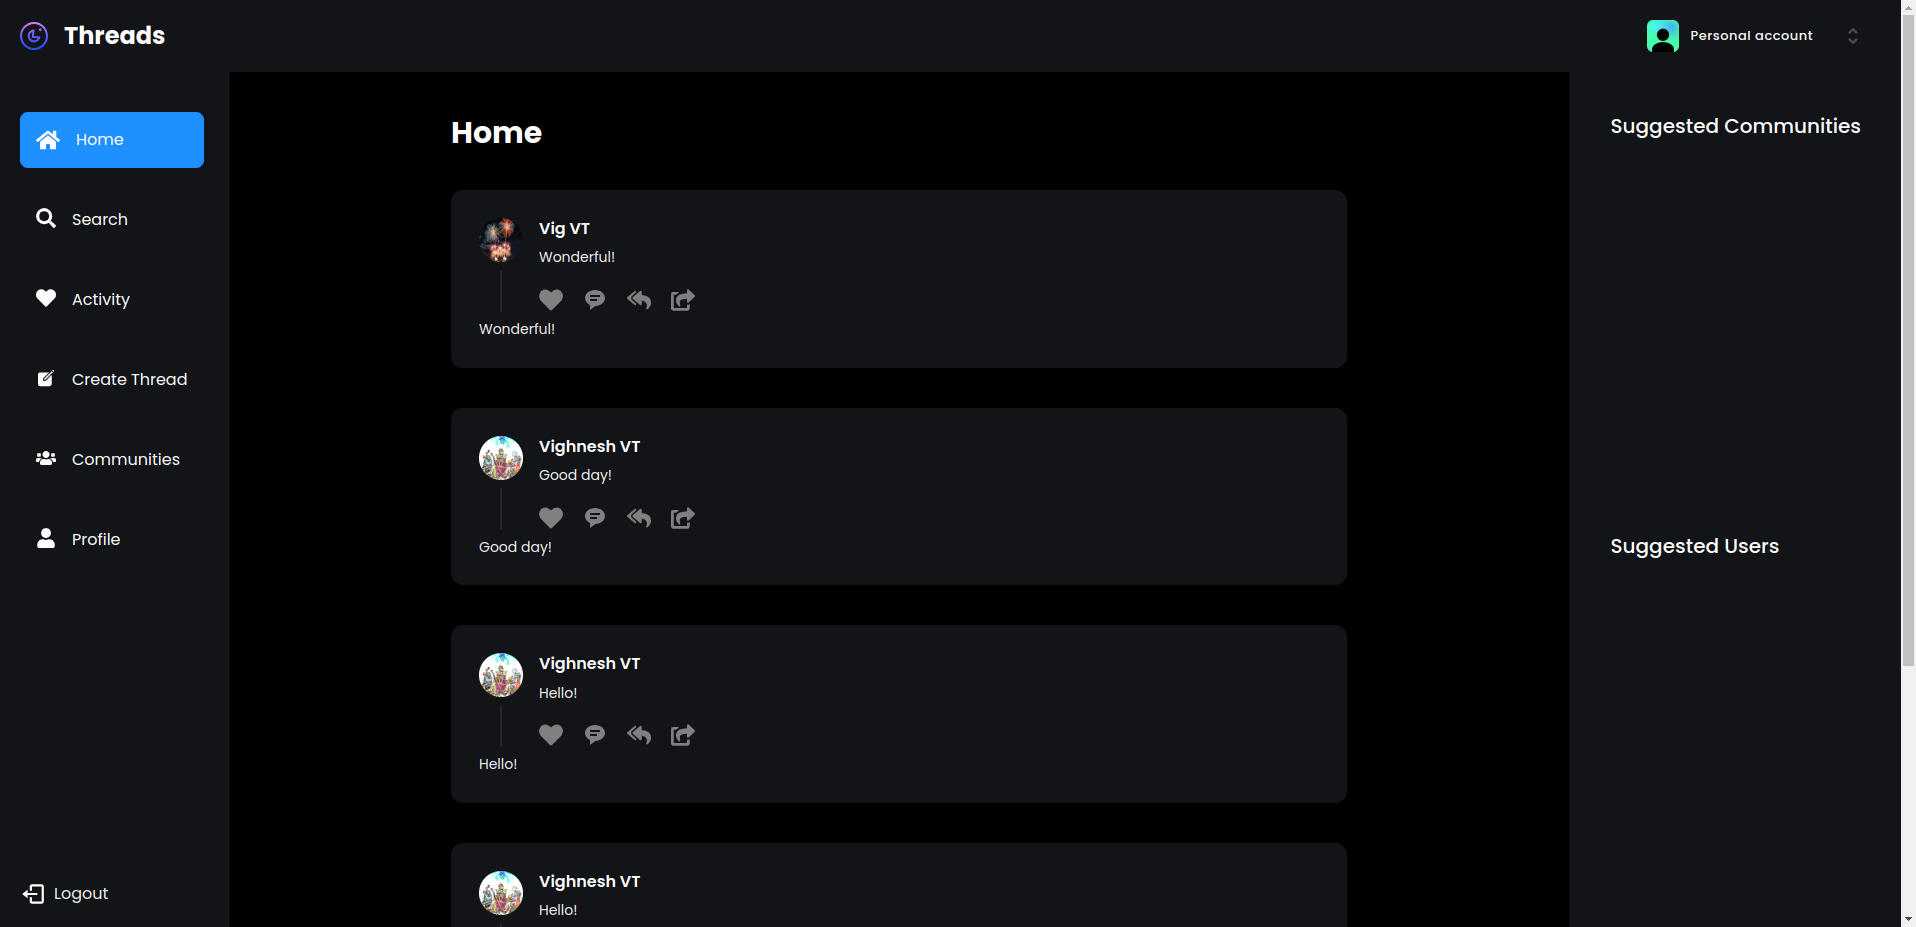 Threads
Personal account
Home
Search
Activity
Create Thread
Communities
Profile
Logout
Home
Vig VT
Wonderful!
Wonderful!
Vighnesh VT
Good day!
Good day!
Vighnesh VT
Hello!
Hello!
Vighnesh VT
Hello!
Suggested Communities
Suggested Users